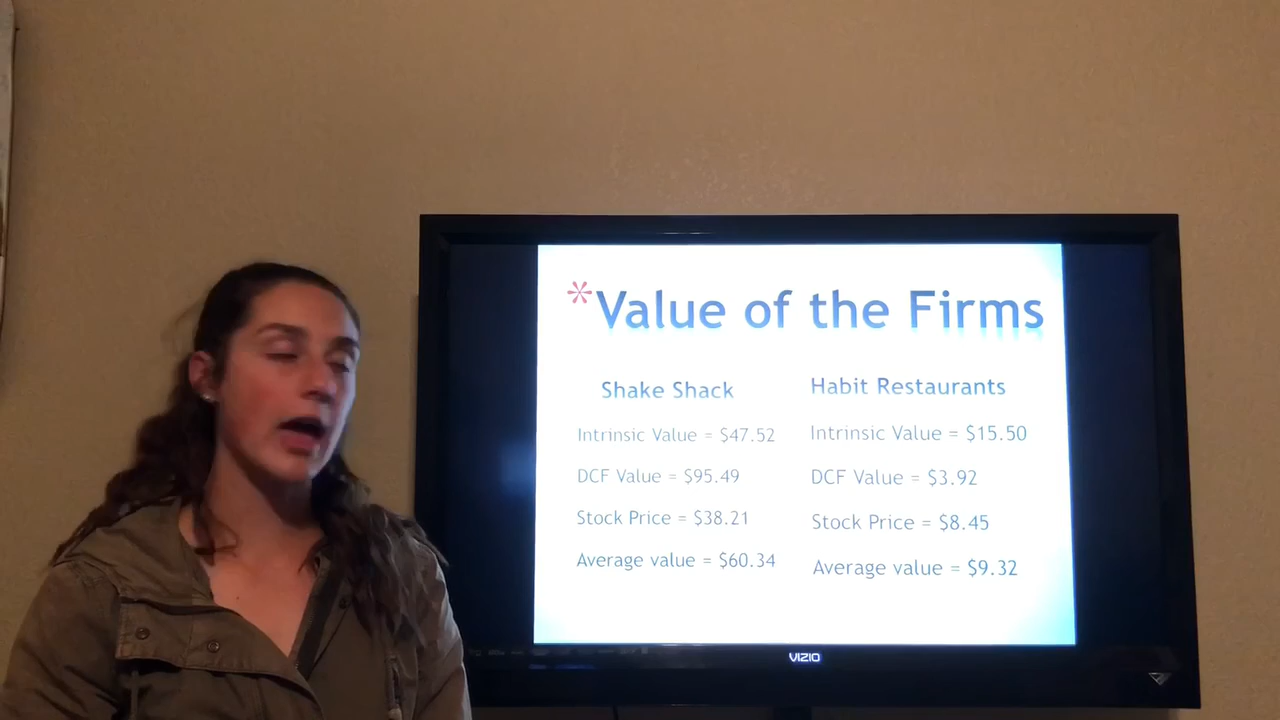 *Value of the Firms
Shake Shack
Intrinsic Value = $47.52
DCF Value = $95.49
Stock Price = $38.21
Average value = $60.34
Habit Restaurants
Intrinsic Value = $15.50
DCF Value = $3.92
Stock Price = $8.45
Average value = $9.32
VIZIO